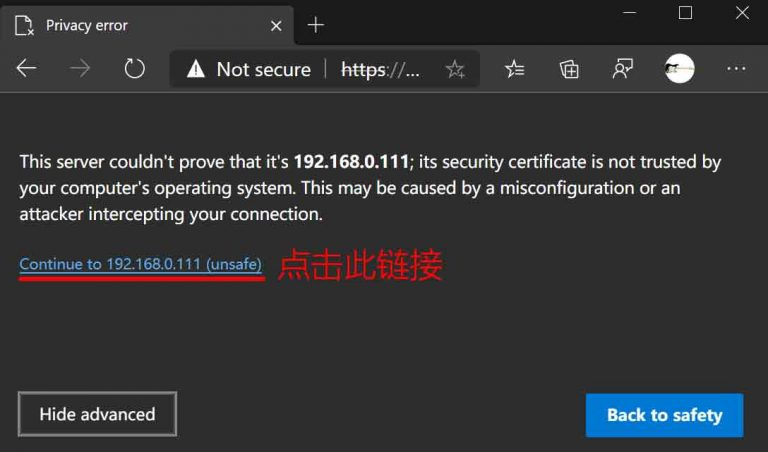 Privacy error
Not secure https://...
This server couldn't prove that it's 192.168.0.111; its security certificate is not trusted by
your computer's operating system. This may be caused by a misconfiguration or an
attacker intercepting your connection.
Continue to 192.168.0.111 (unsafe) 点击此链接
Hide advanced Back to safety